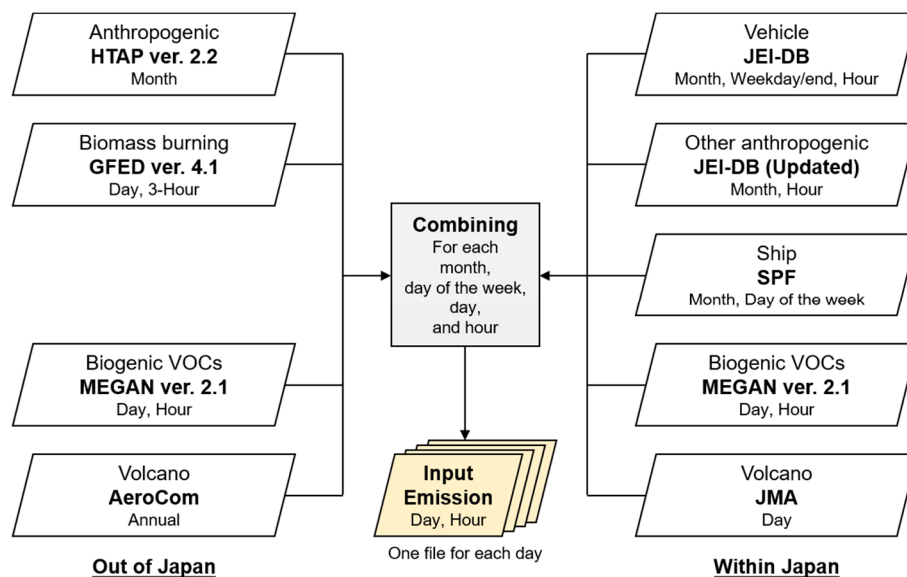 Anthropogenic
HTAP ver. 2.2
Month
Biomass burning
GFED ver. 4.1
Day, 3-Hour
Biogenic VOCs
MEGAN ver. 2.1
Day, Hour
Volcano
AeroCom
Annual
Out of Japan
Combining
For each
month,
day of the week,
day,
and hour
Input
Emission
Day, Hour
One file for each day
Vehicle
JEI-DB
Month, Weekday/end, Hour
Other anthropogenic
JEI-DB (Updated)
Month, Hour
Ship
SPF
Month, Day of the week
Biogenic VOCs
MEGAN ver. 2.1
Day, Hour
Volcano
JMA
Day
Within Japan